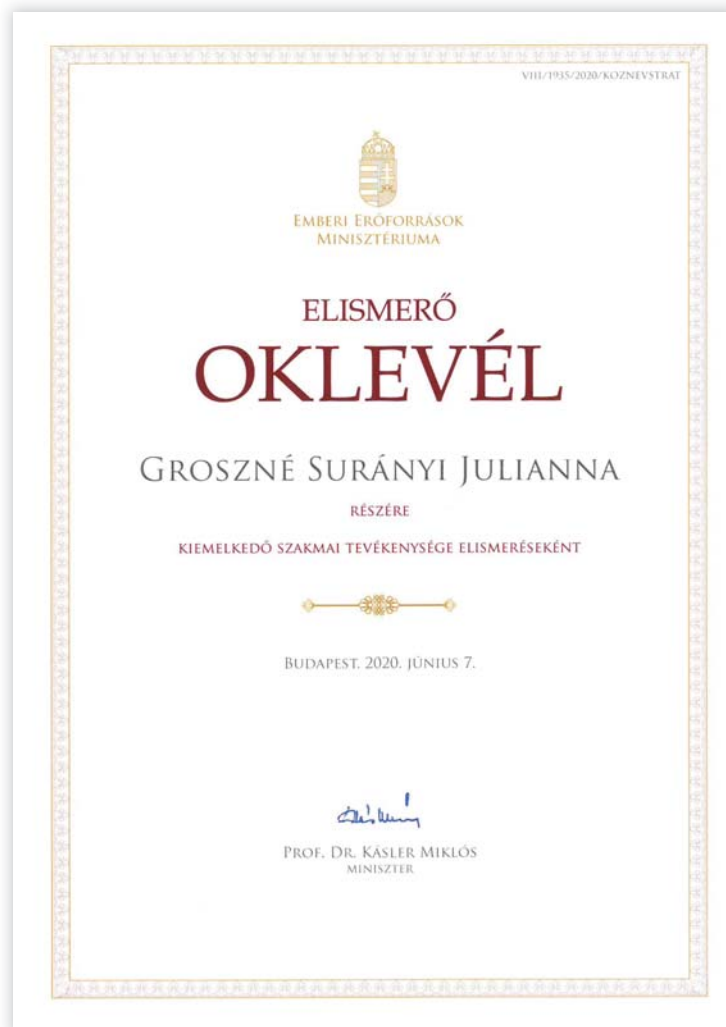 VIII/1935/2020/KOZNEVSTRAT
EMBERI ERŐFORRÁSOK
MINISZTÉRIUMA
ELISMERŐ
OKLEVÉL
GROSZNÉ SURÁNYI JULIANNA
RÉSZÉRE
KIEMELKEDŐ SZAKMAI TEVÉKENYSÉGE ELISMERÉSEKÉNT
BUDAPEST, 2020. JÚNIUS 7.
PROF. DR. KÁSLER MIKLÓS
MINISZTER